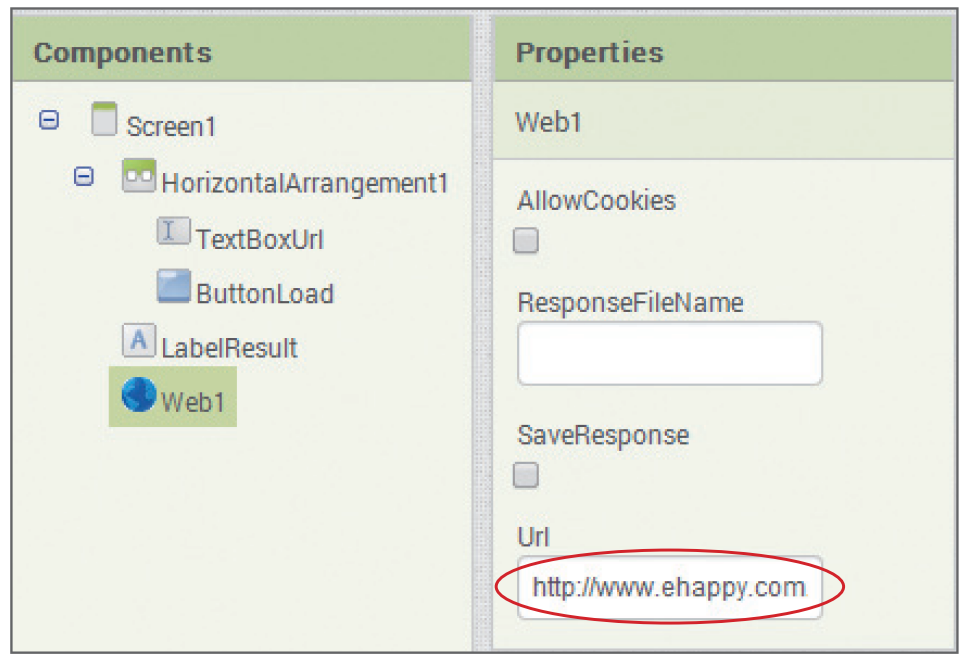 Components
Screen1
HorizontalArrangement1
TextBoxUrl
ButtonLoad
A LabelResult
Web1
Properties
Web1
AllowCookies
ResponseFileName
SaveResponse
Url
http://www.ehappy.com